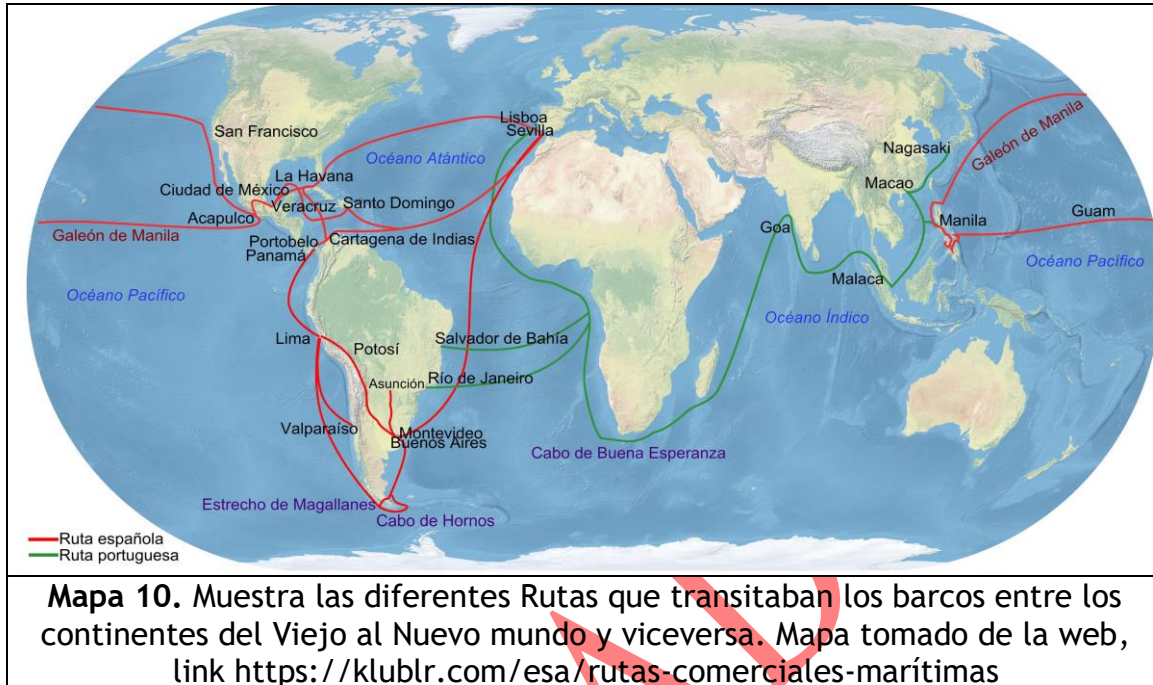 Lisboa
Sevilla
San Francisco
Océano Atántico
Nagasaki
Galeón de Manila
La Havana
Ciudad de México
Macao
Veracruz
Santo Domingo
Acapulco
Goa
Manila
Guam
Galeón de Manila
Portobelo
Cartagena de Indias
Panamá
Océano Pacífico
Malaca
Océano Pacífico
Océano Índico
Lima
Potosí
Salvador de Bahía
Asunción
Río de Janeiro
Valparaíso
Montevideo
Buenos Aires
Cabo de Buena Esperanza
Estrecho de Magallanes
Cabo de Hornos
Ruta española
Ruta portuguesa
Mapa 10. Muestra las diferentes Rutas que transitaban los barcos entre los
continentes del Viejo al Nuevo mundo y viceversa. Mapa tomado de la web,
link https://klublr.com/esa/rutas-comerciales-marítimas